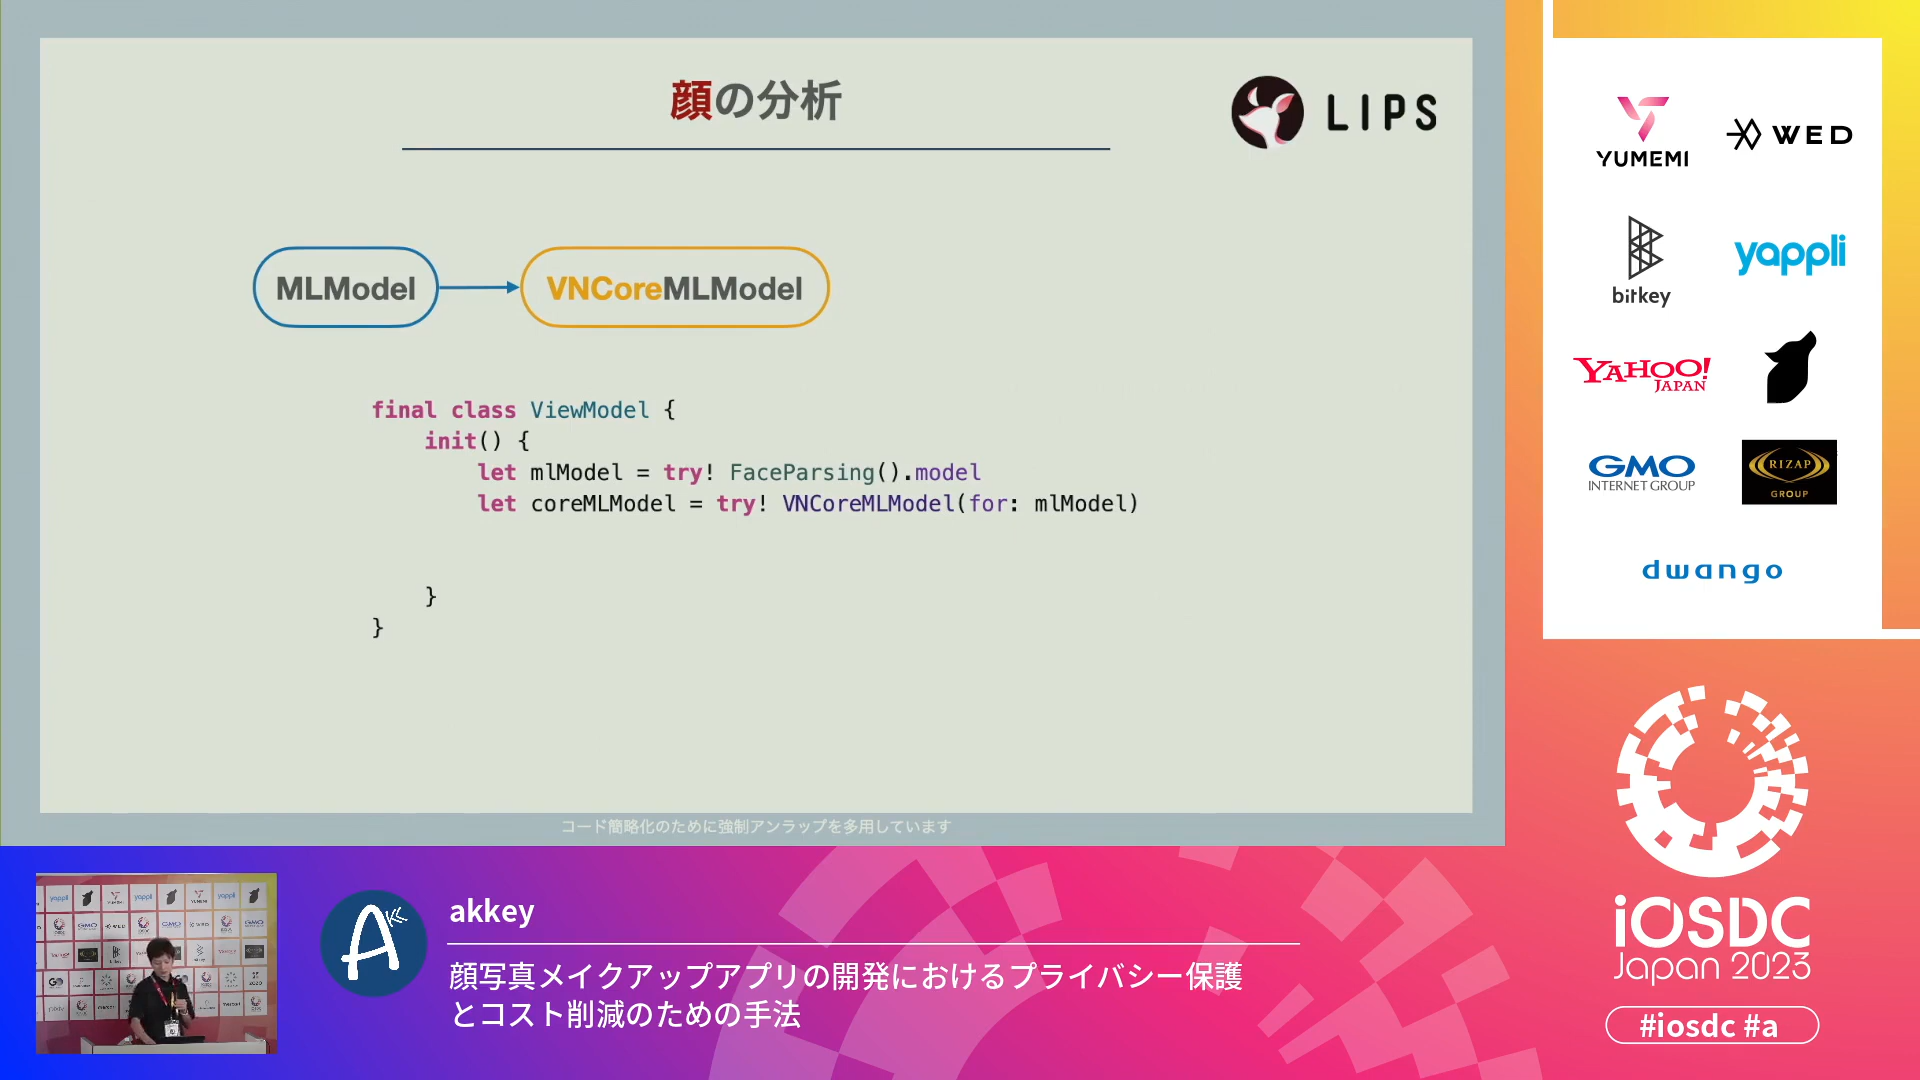 顔の分析
LIPS
MLModel
VNCoreMLModel
final class ViewModel {
init() {
let mlModel = try! FaceParsing().model
let coreMLModel = try! VNCoreMLModel(for: mlModel)
}
}
コード簡略化のために強制アンラップを多用しています
YUMEMI
WED
bitkey
yappli
YAHOO!
JAPAN
GMO
INTERNET GROUP
RIZAP
GROUP
dwango
iOSDC
Japan 2023
#iosdc #a
akkey
顔写真メイクアップアプリの開発におけるプライバシー保護
とコスト削減のための手法